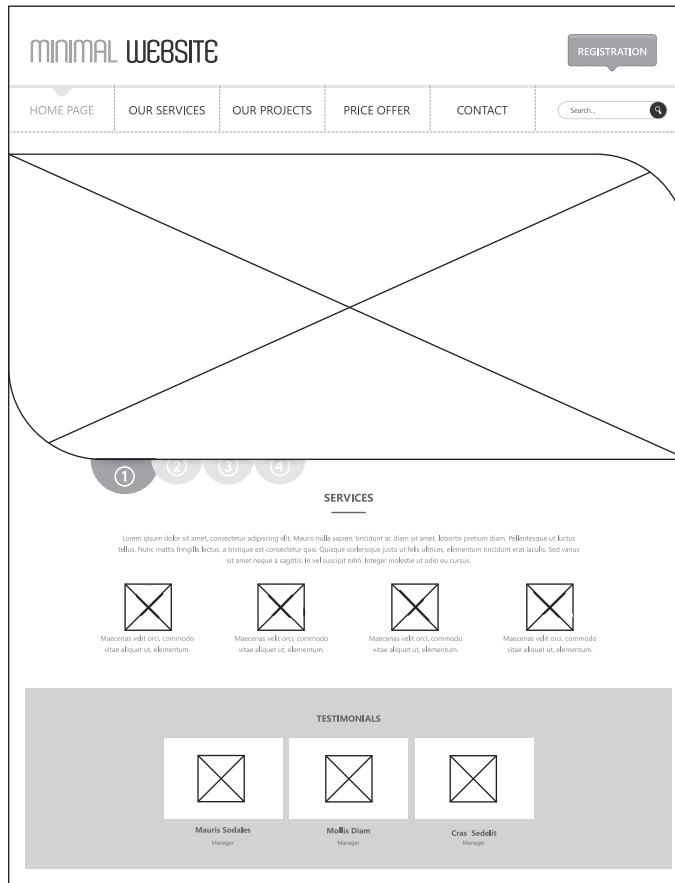 MINIMAL WEBSITE
REGISTRATION
HOME PAGE
OUR SERVICES
OUR PROJECTS
PRICE OFFER
CONTACT
Search...
1
2
3
4
SERVICES
Lorem ipsum dolor sit amet, consectetur adipiscing elit. Mauris nulla sapien, tincidunt ac diam sit amet, lobortis pretium diam. Pellentesque ut luctus
tellus. Nunc mattis fringilla lectus, a tristique est consectetur quis. Quisque scelerisque justo ut felis ultrices, elementum tincidunt erat iaculis. Sed varius
sit amet neque a sagittis. In vel suscipit nibh. Integer molestie ut odio eu cursus.
Maecenas velit orci, commodo
vitae aliquet ut, elementum.
Maecenas velit orci, commodo
vitae aliquet ut, elementum.
Maecenas velit orci, commodo
vitae aliquet ut, elementum.
Maecenas velit orci, commodo
vitae aliquet ut, elementum.
TESTIMONIALS
Mauris Sodales
Manager
Mollis Diam
Manager
Cras Sedelit
Manager